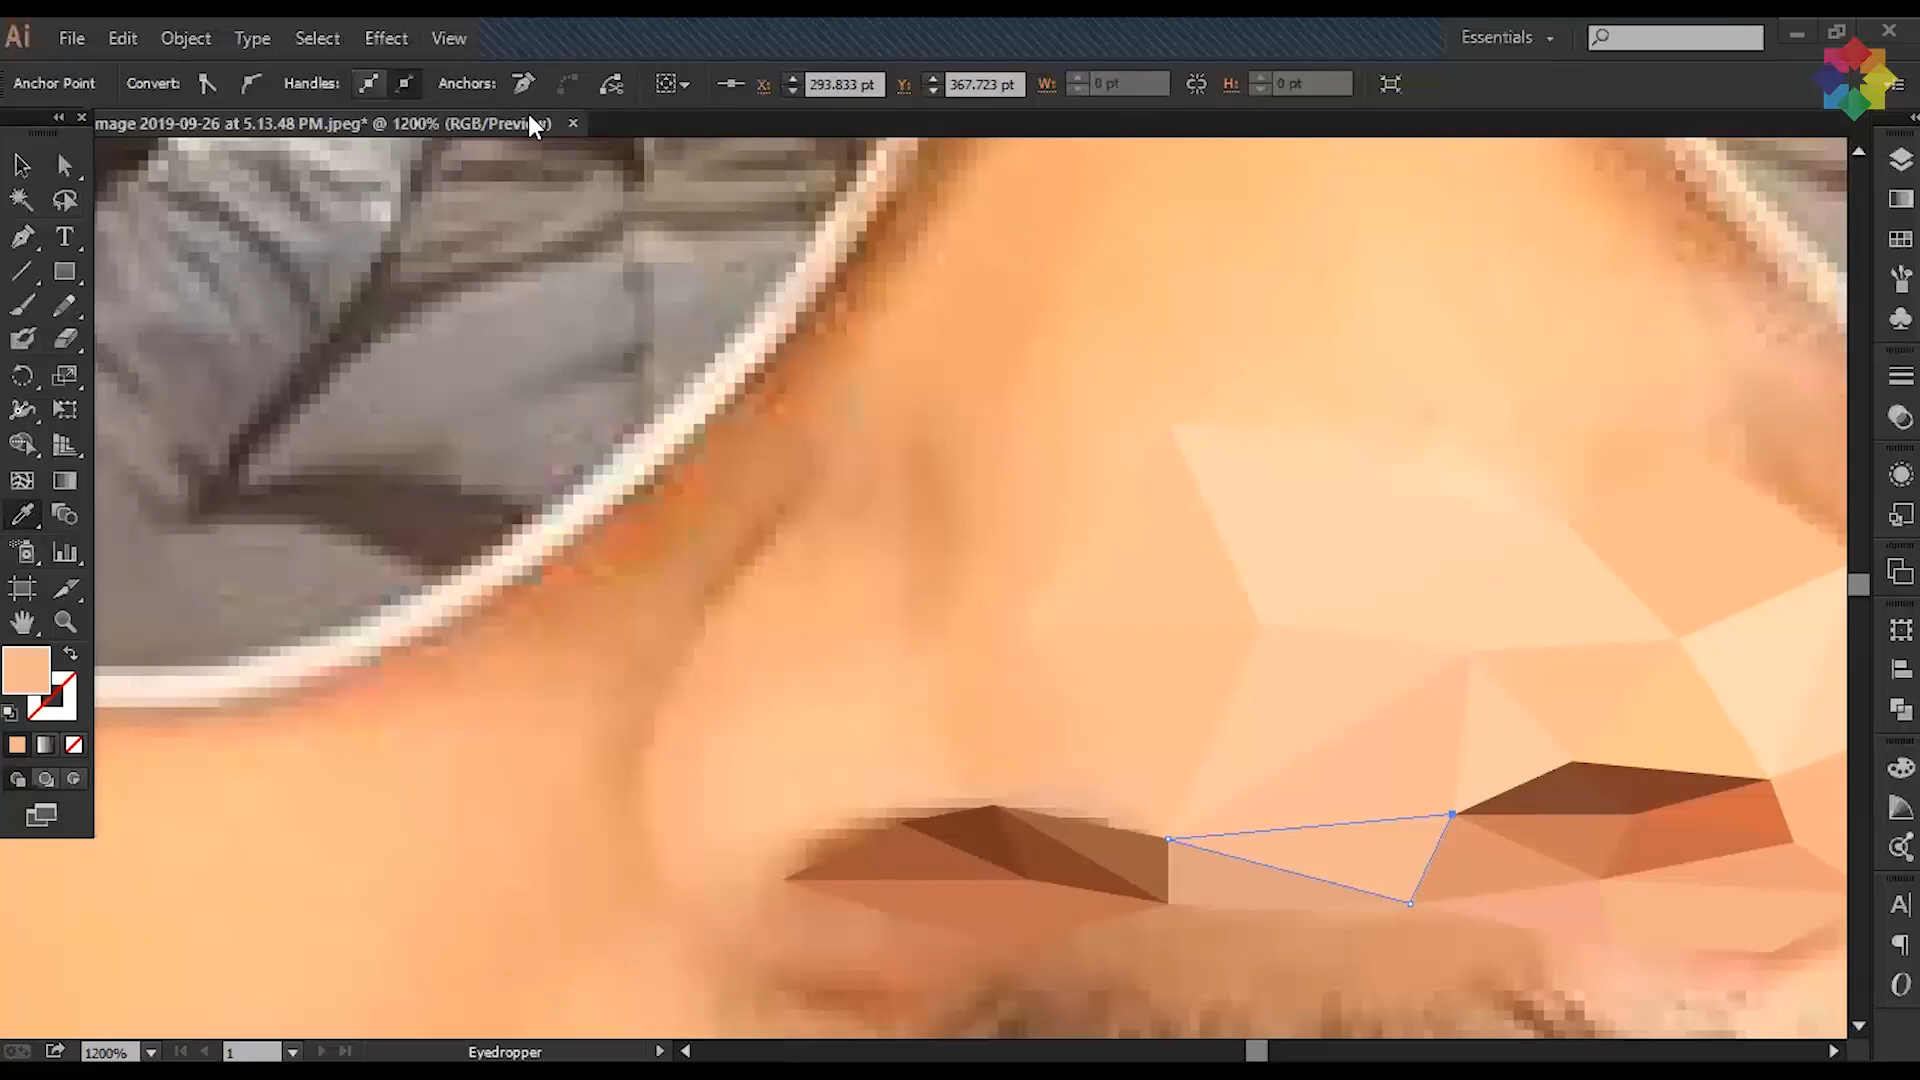 Ai File Edit Object Type Select Effect View Essentials
Anchor Point Convert: Handles: Anchors: X: 293.833 pt Y: 367.723 pt W: 0 pt H: 0 pt
mage 2019-09-26 at 5.13.48 PM.jpeg* @ 1200% (RGB/Preview) ×
T
A
O
1200% 1 Eyedropper